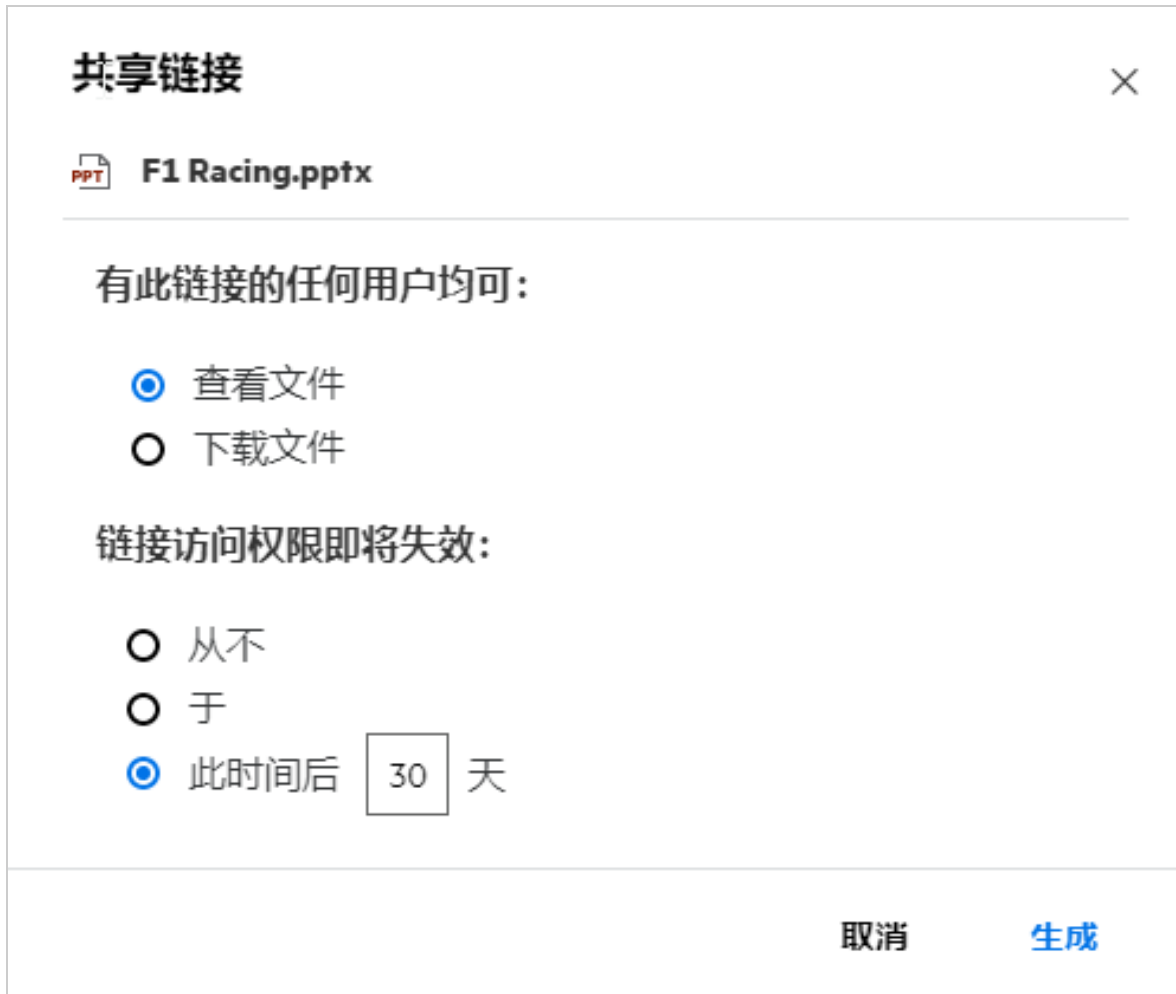 共享链接
PPT F1 Racing.pptx
有此链接的任何用户均可：
查看文件
下载文件
链接访问权限即将失效：
从不
于
此时间后 30 天
取消 生成